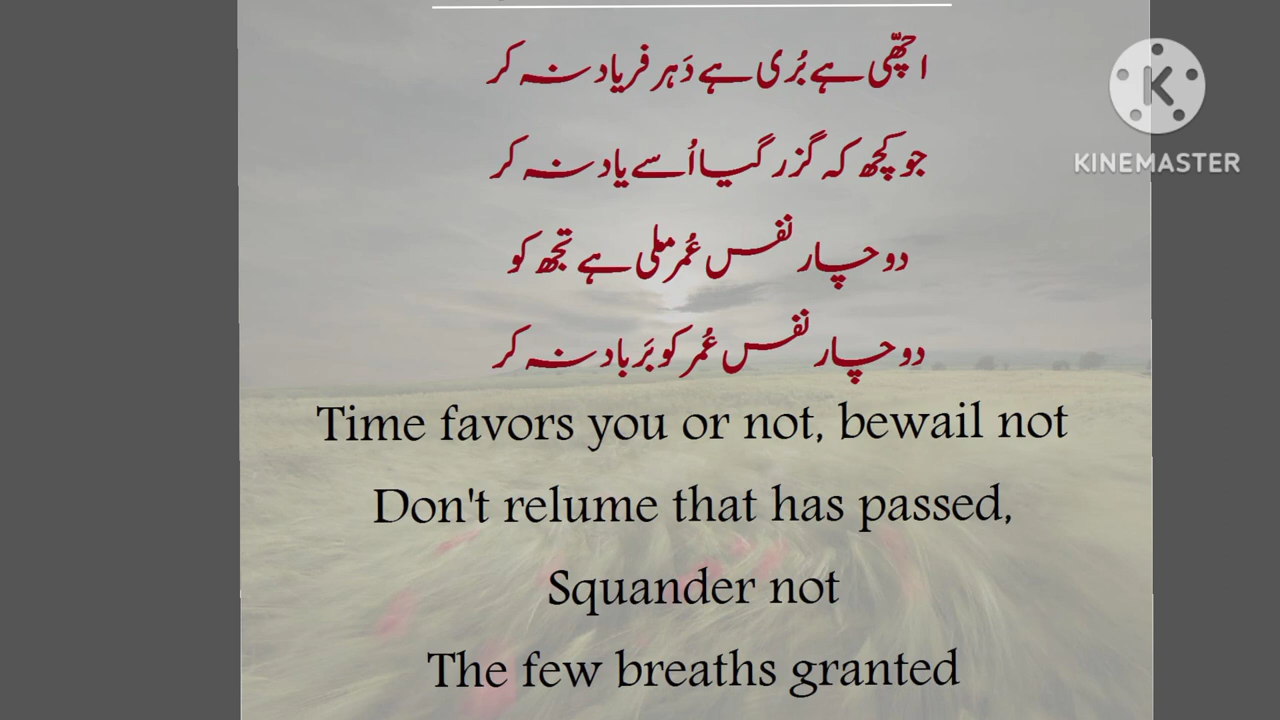 اچھّی ہے بُری ہے دَہر فریاد نہ کر
جو کچھ کہ گزر گیا اُسے یاد نہ کر
دو چار نفس عُمر ملی ہے تجھ کو
دو چار نفس عُمر کو بَرباد نہ کر
Time favors you or not, bewail not
Don't relume that has passed,
Squander not
The few breaths granted
KINEMASTER